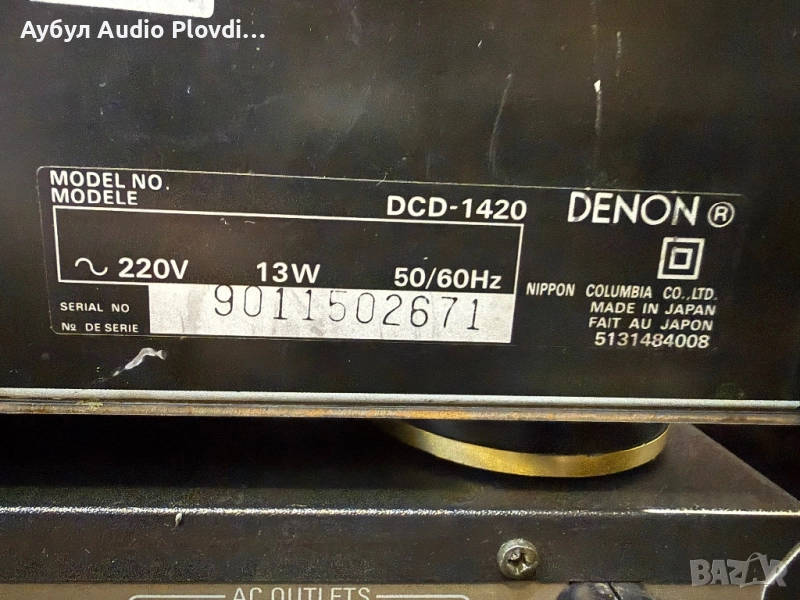 Аубул Audio Plovdi...
MODEL NO.
MODELE
DCD-1420
DENON ®
~ 220V 13W 50/60Hz
SERIAL NO
Nº DE SERIE
9011502671
NIPPON COLUMBIA CO.,LTD.
MADE IN JAPAN
FAIT AU JAPON
5131484008
AC OUTLETS
BAZAR